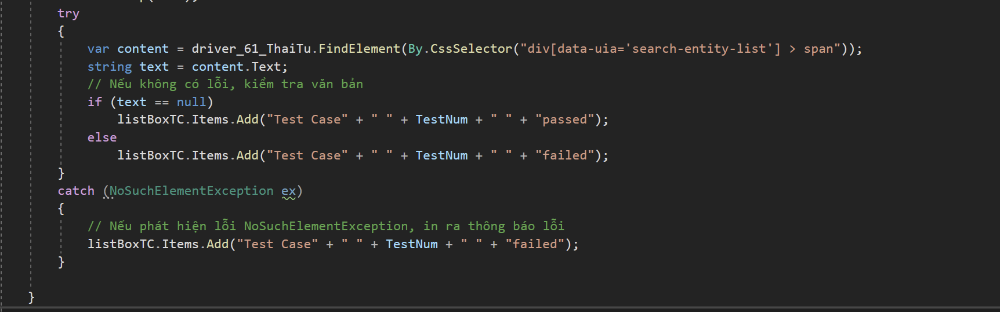 try
{
var content = driver_61_ThaiTu.FindElement(By.CssSelector("div[data-uia='search-entity-list'] > span"));
string text = content.Text;
// Nếu không có lỗi, kiểm tra văn bản
if (text == null)
listBoxTC.Items.Add("Test Case" + " " + TestNum + " " + "passed");
else
listBoxTC.Items.Add("Test Case" + " " + TestNum + " " + "failed");
}
catch (NoSuchElementException ex)
{
// Nếu phát hiện lỗi NoSuchElementException, in ra thông báo lỗi
listBoxTC.Items.Add("Test Case" + " " + TestNum + " " + "failed");
}
}